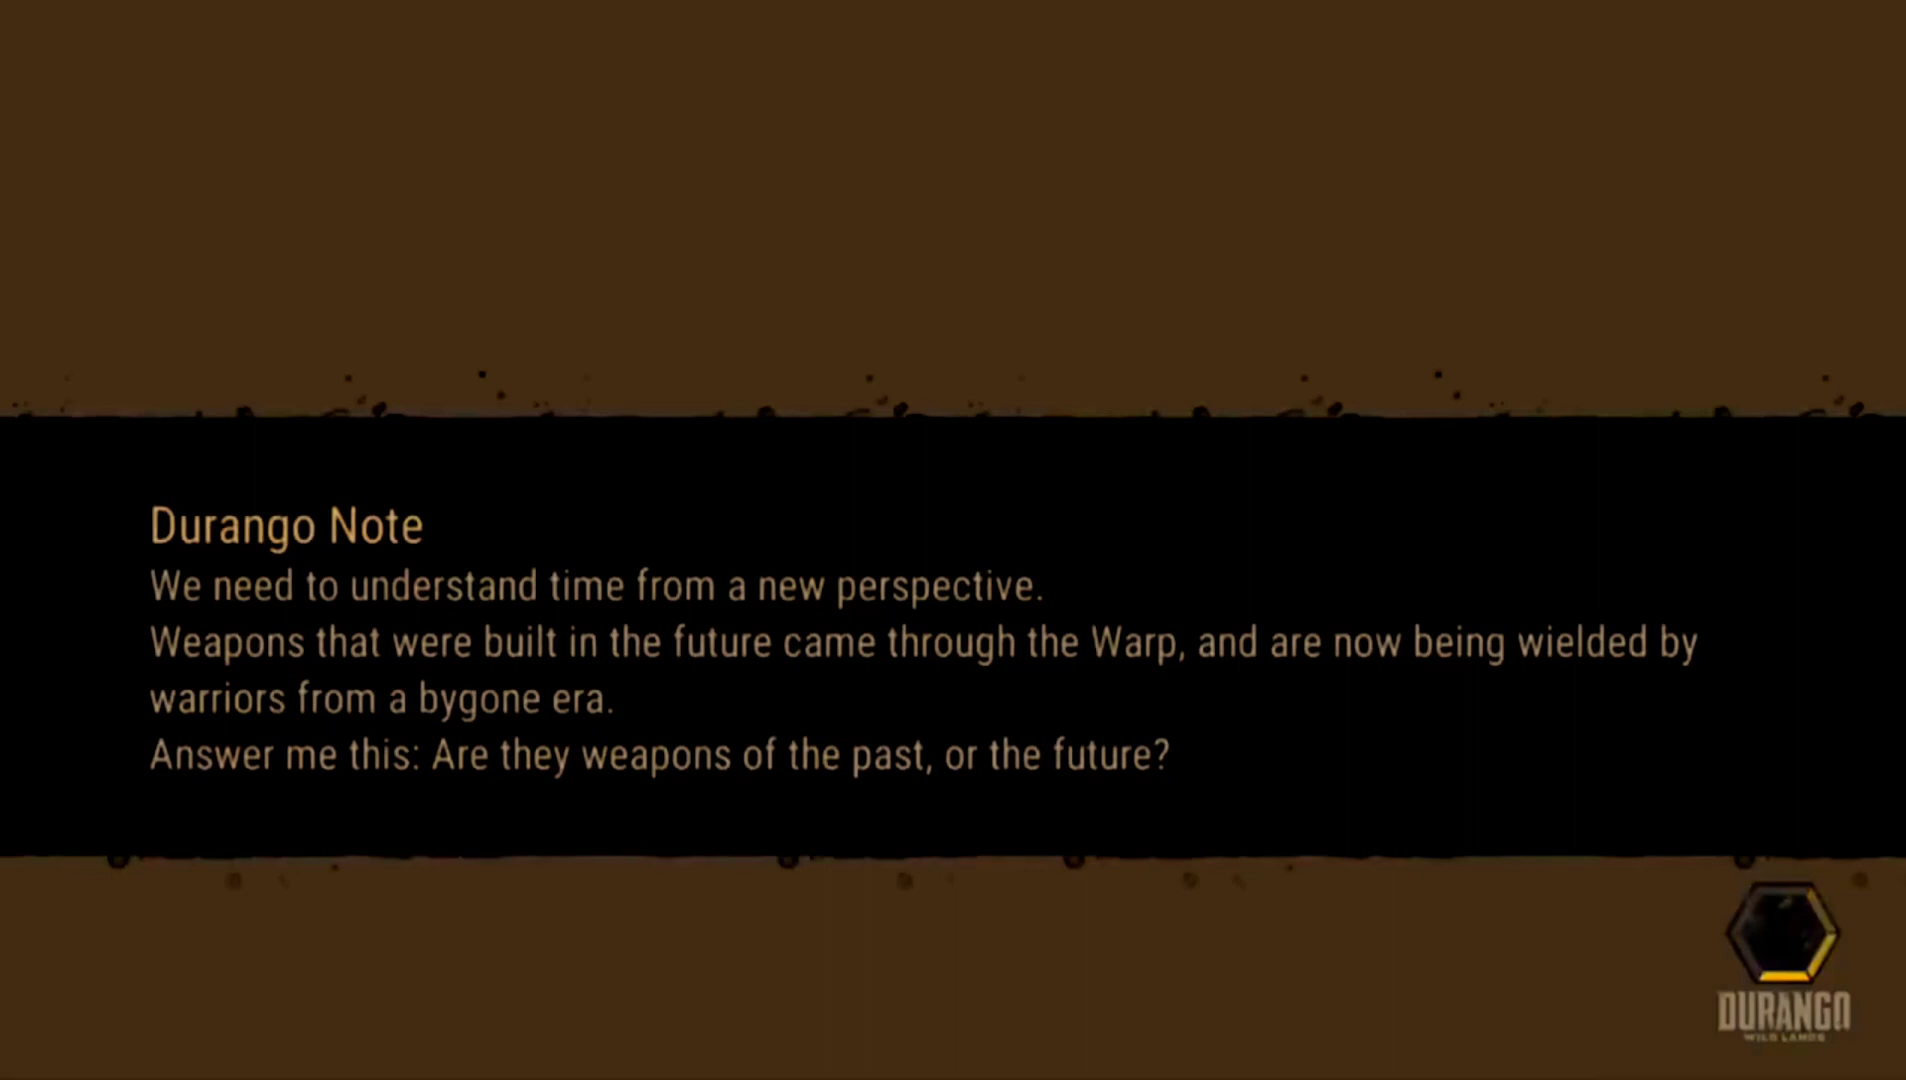 Durango Note
We need to understand time from a new perspective.
Weapons that were built in the future came through the Warp, and are now being wielded by
warriors from a bygone era.
Answer me this: Are they weapons of the past, or the future?
DURANGO
WILD LANDS